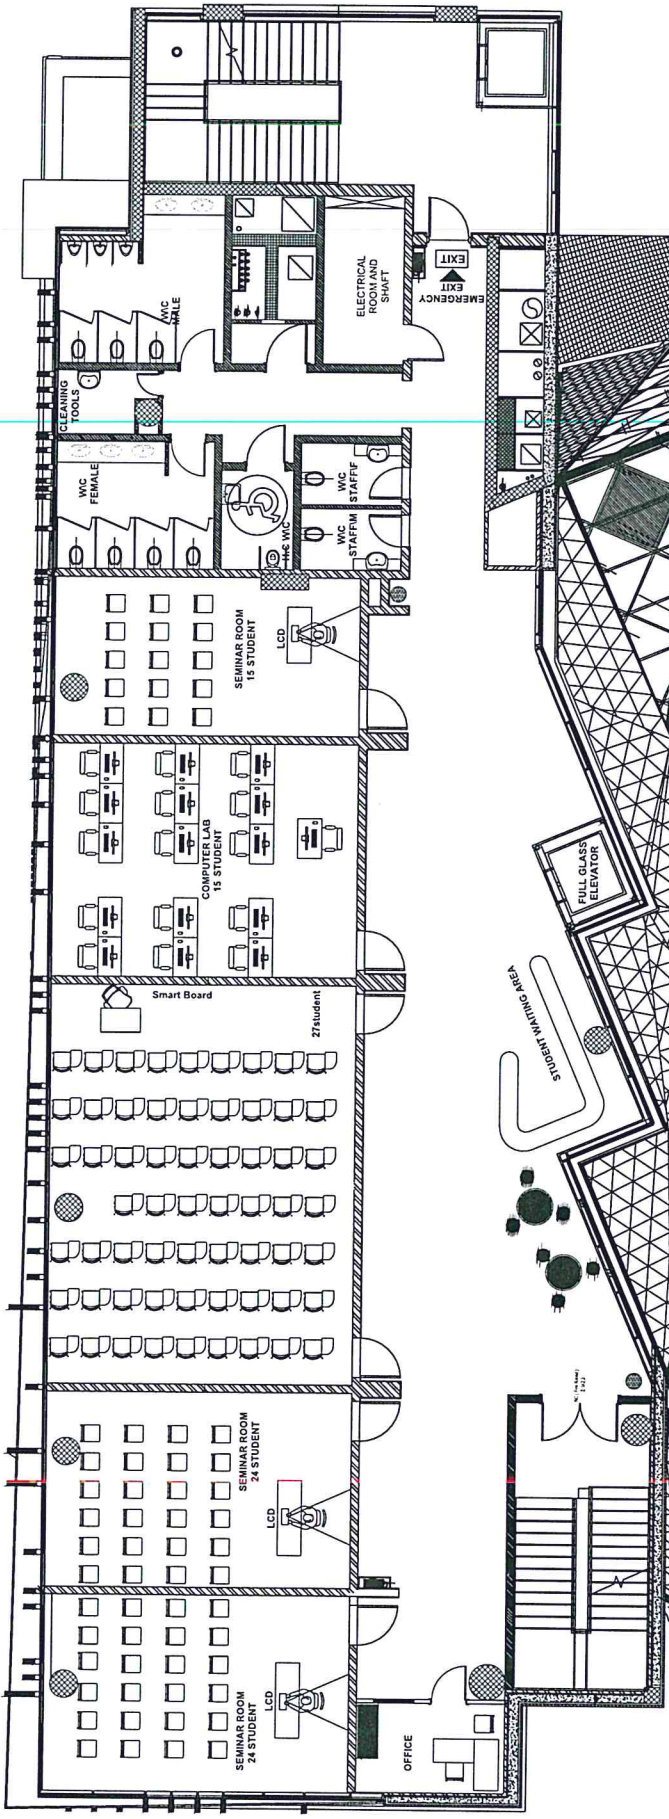 ELECTRICAL
ROOM AND
SHAFT
EMERGENCY
EXIT
EXIT
W\C
MALE
CLEANING
TOOLS
W\C
FEMALE
H.C W\C
W\C
STAFF\F
W\C
STAFF\M
SEMINAR ROOM
15 STUDENT
LCD
COMPUTER LAB
15 STUDENT
FULL GLASS
ELEVATOR
Smart Board
27student
STUDENT WAITING AREA
SEMINAR ROOM
24 STUDENT
LCD
SEMINAR ROOM
24 STUDENT
LCD
OFFICE